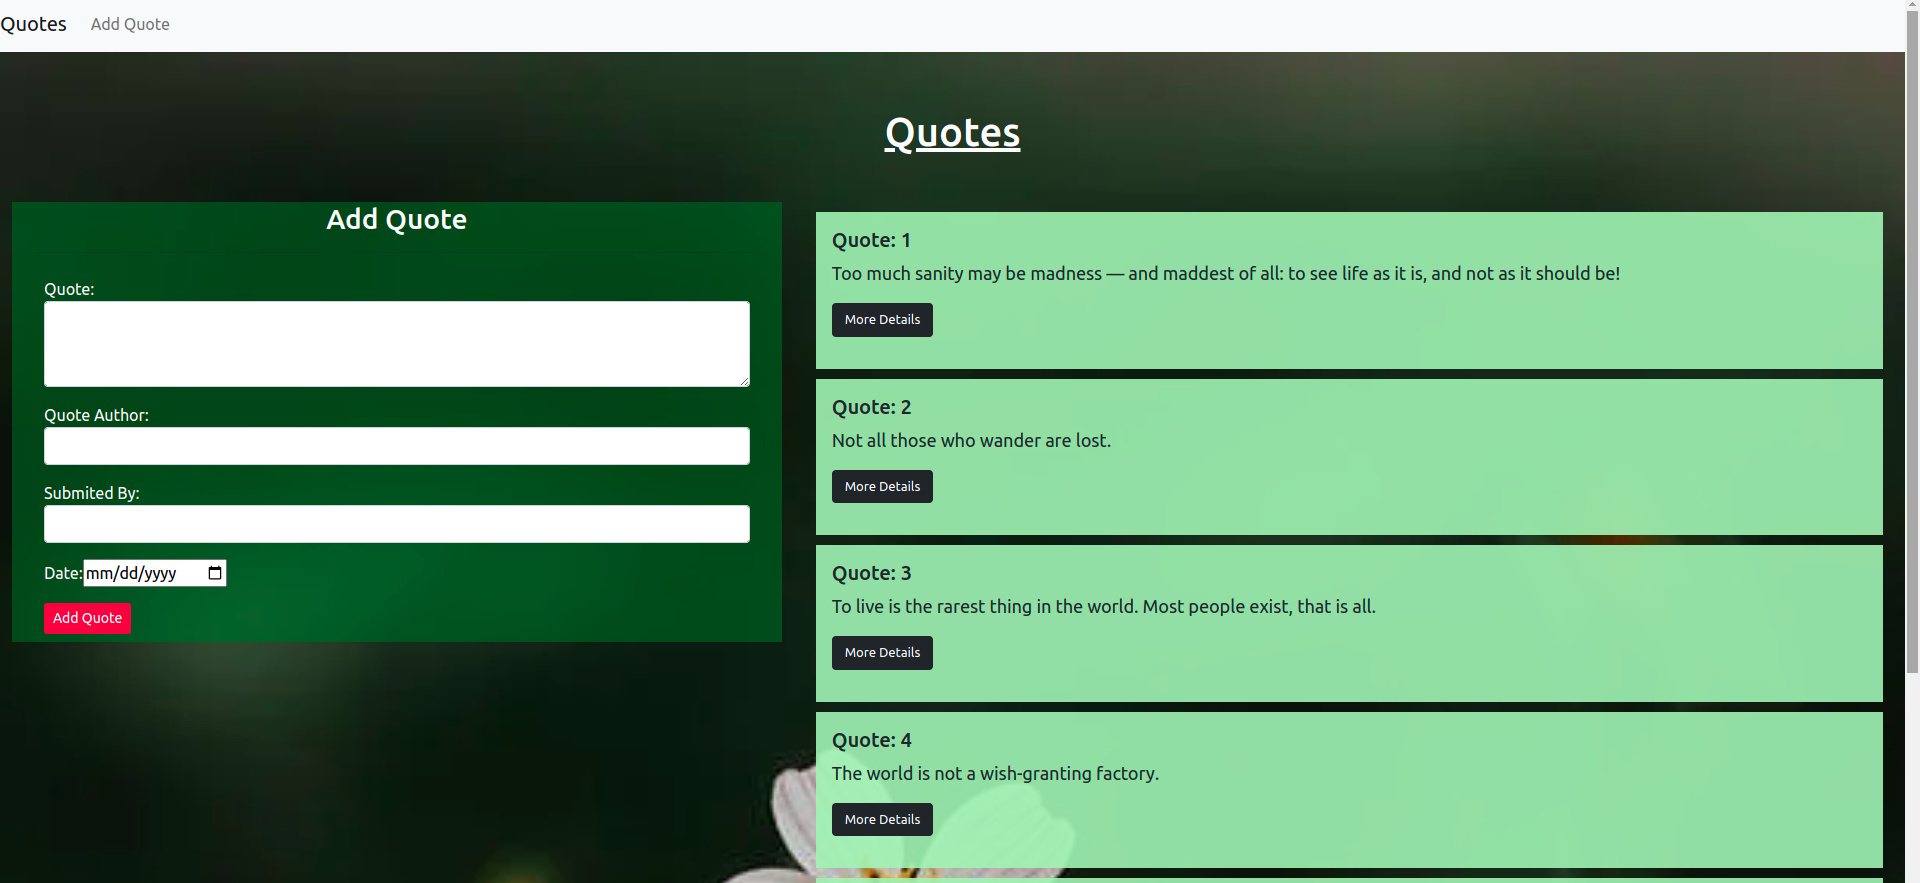 Quotes Add Quote
Quotes
Add Quote
Quote:
Quote Author:
Submited By:
Date: mm/dd/yyyy
Add Quote
Quote: 1
Too much sanity may be madness — and maddest of all: to see life as it is, and not as it should be!
More Details
Quote: 2
Not all those who wander are lost.
More Details
Quote: 3
To live is the rarest thing in the world. Most people exist, that is all.
More Details
Quote: 4
The world is not a wish-granting factory.
More Details